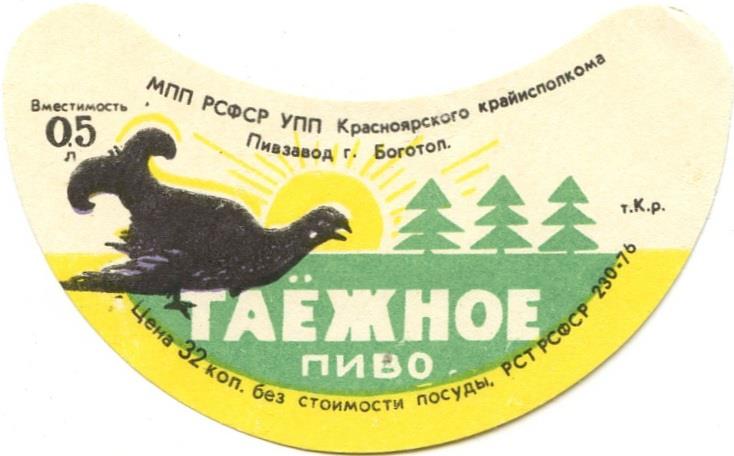 МПП РСФСР УПП Красноярского крайисполкома
Пивзавод г. Боготол.
Вместимость
0,5
л
т.К.р.
ТАЁЖНОЕ
ПИВО
Цена 32 коп. без стоимости посуды. РСТ РСФСР 230-76